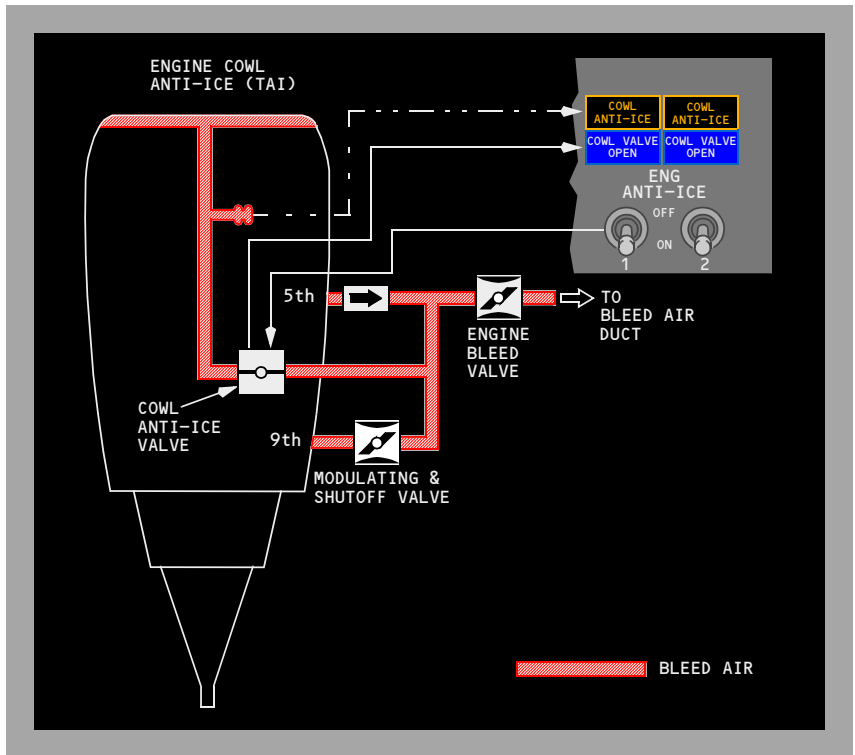 ENGINE COWL
ANTI-ICE (TAI)
COWL
ANTI-ICE
COWL
ANTI-ICE
COWL VALVE
OPEN
COWL VALVE
OPEN
ENG
ANTI-ICE
OFF
ON
1
2
5th
TO
BLEED AIR
DUCT
ENGINE
BLEED
VALVE
COWL
ANTI-ICE
VALVE
9th
MODULATING &
SHUTOFF VALVE
BLEED AIR